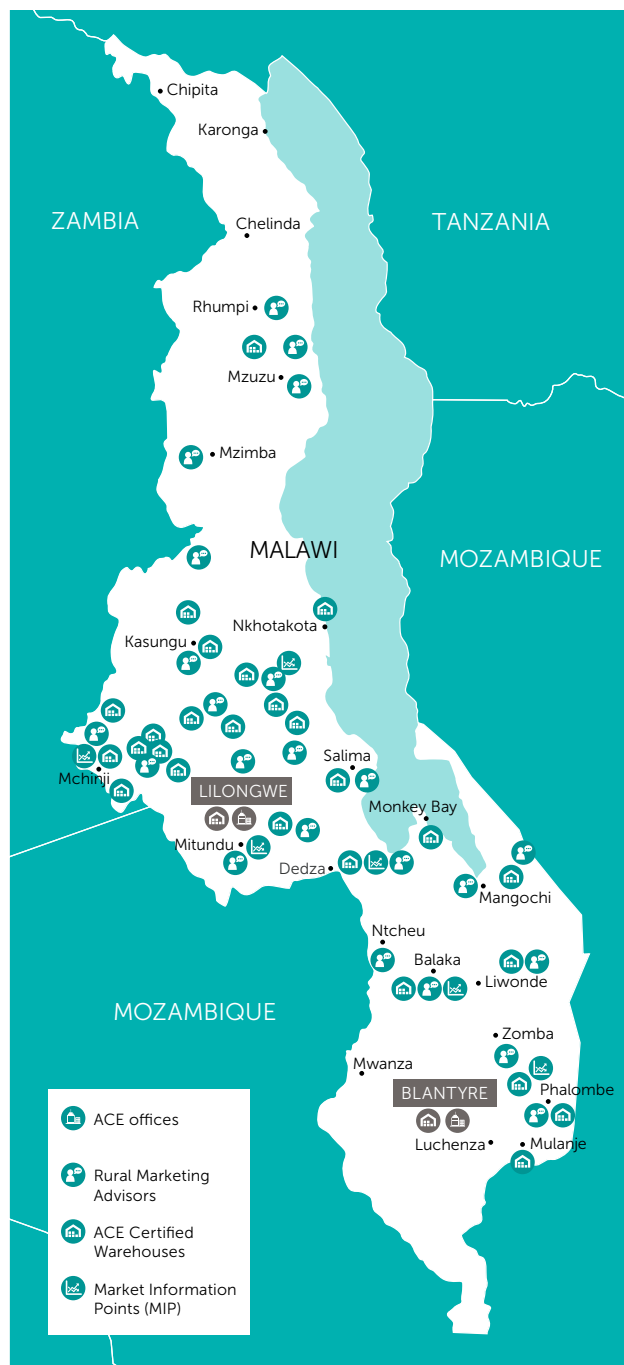 Chipita
Karonga
ZAMBIA
TANZANIA
Chelinda
Rhumpi
Mzuzu
Mzimba
MALAWI
MOZAMBIQUE
Nkhotakota
Kasungu
Salima
Mchinji
LILONGWE
Monkey Bay
Mitundu
Dedza
Mangochi
Ntcheu
Balaka
Liwonde
MOZAMBIQUE
Zomba
Mwanza
BLANTYRE
Phalombe
Luchenza
Mulanje
ACE offices
Rural Marketing
Advisors
ACE Certified
Warehouses
Market Information
Points (MIP)